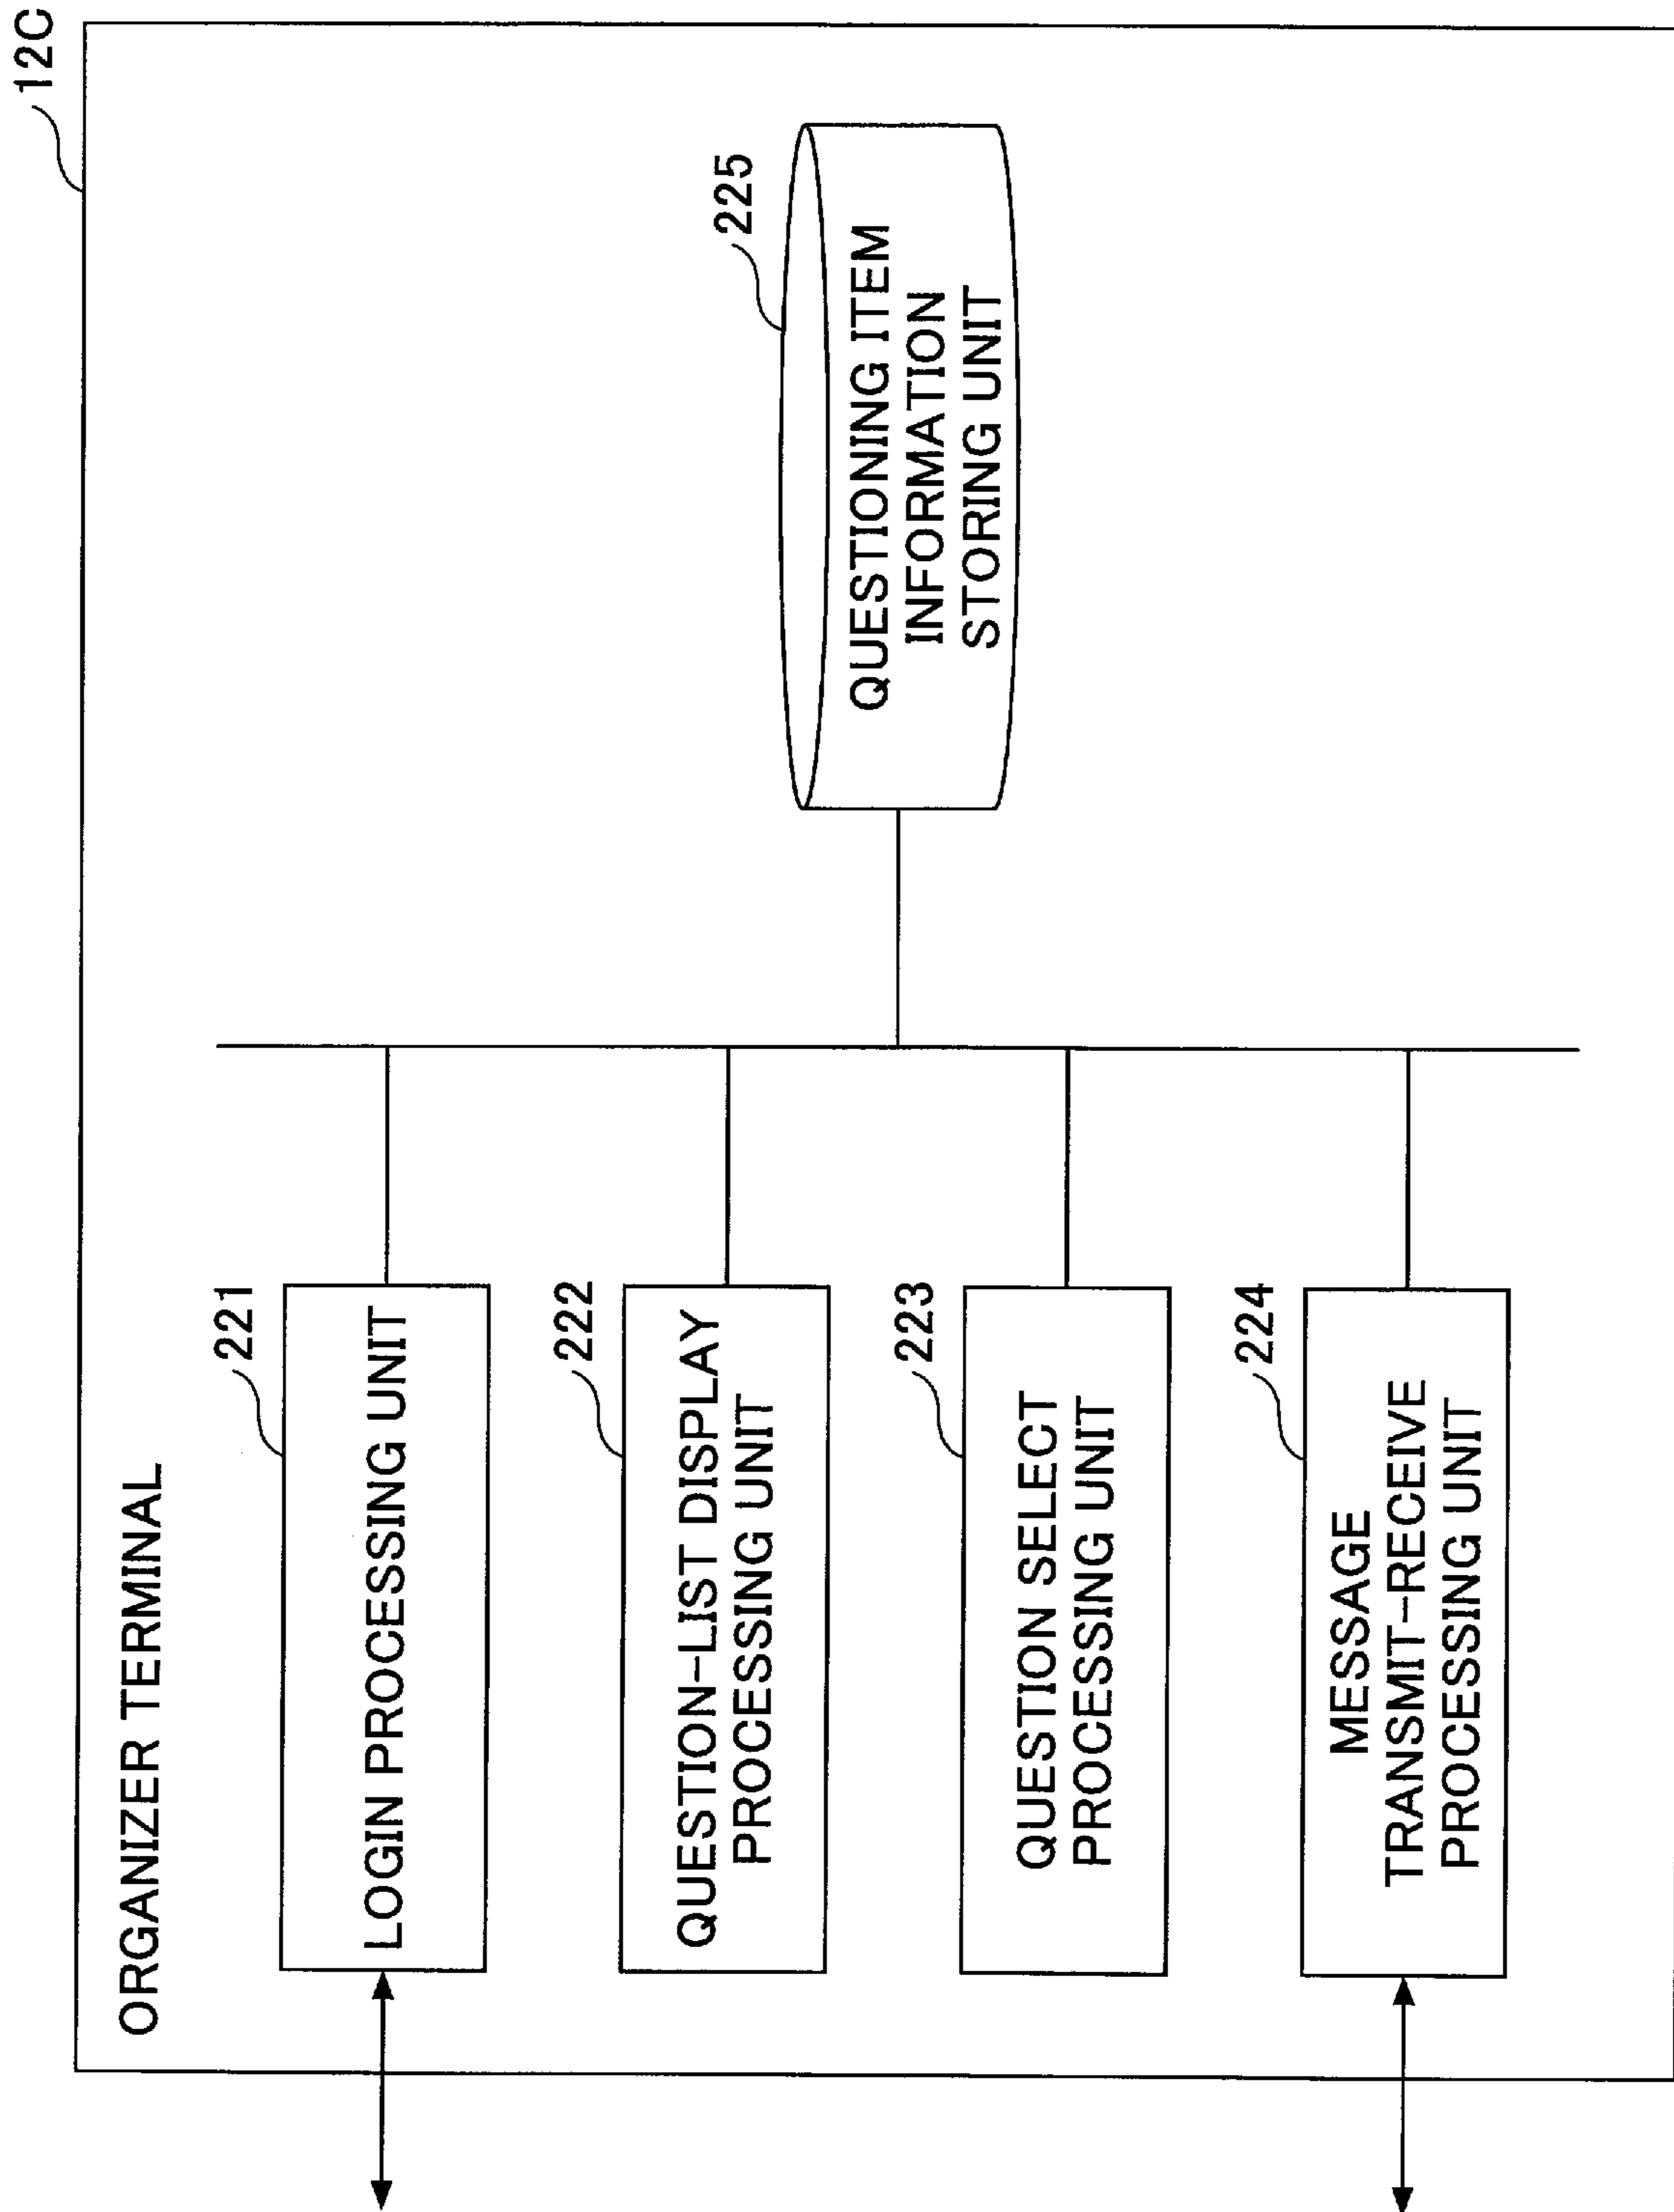 12C
ORGANIZER TERMINAL
221
LOGIN PROCESSING UNIT
222
QUESTION-LIST DISPLAY
PROCESSING UNIT
223
QUESTION SELECT
PROCESSING UNIT
224
MESSAGE
TRANSMIT-RECEIVE
PROCESSING UNIT
225
QUESTIONING ITEM
INFORMATION
STORING UNIT